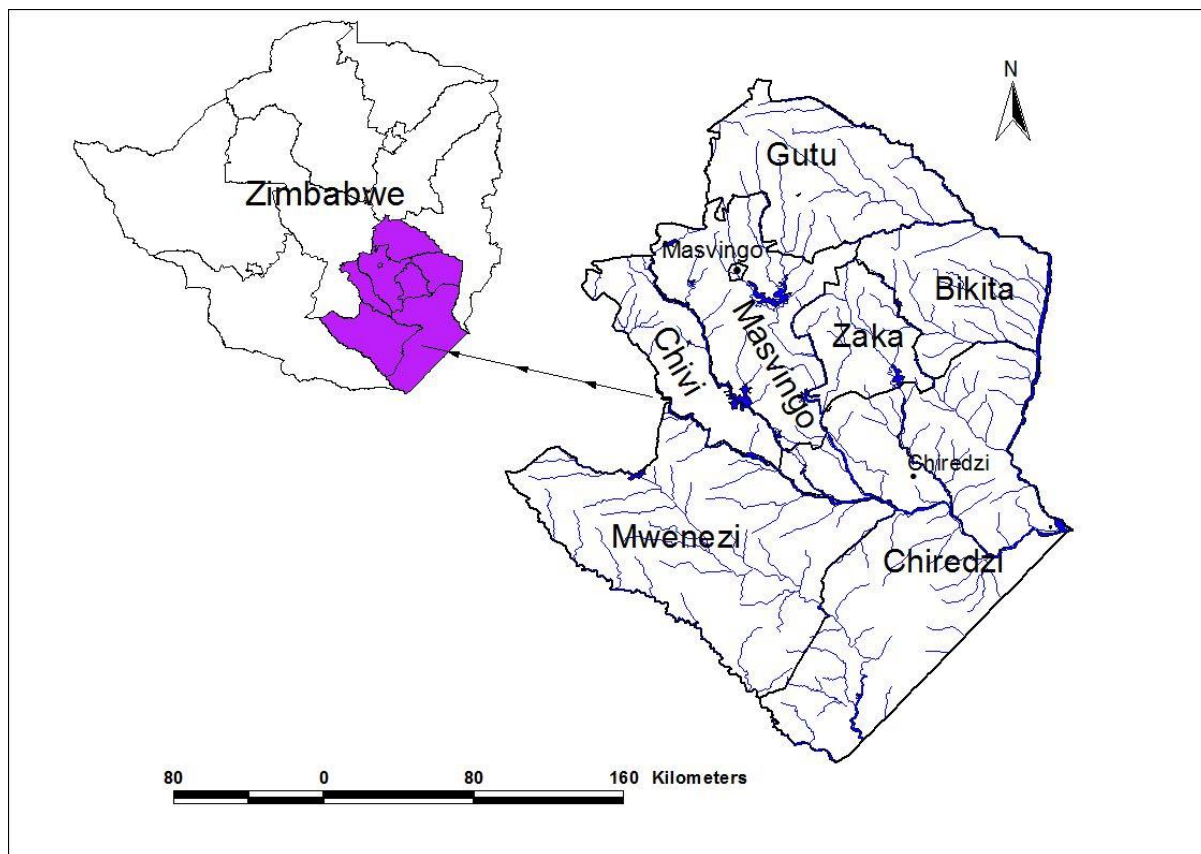 N
Zimbabwe
Gutu
Masvingo
Bikita
Masvingo
Zaka
Chivi
Chiredzi
Mwenezi
Chiredzi
80 0 80 160 Kilometers